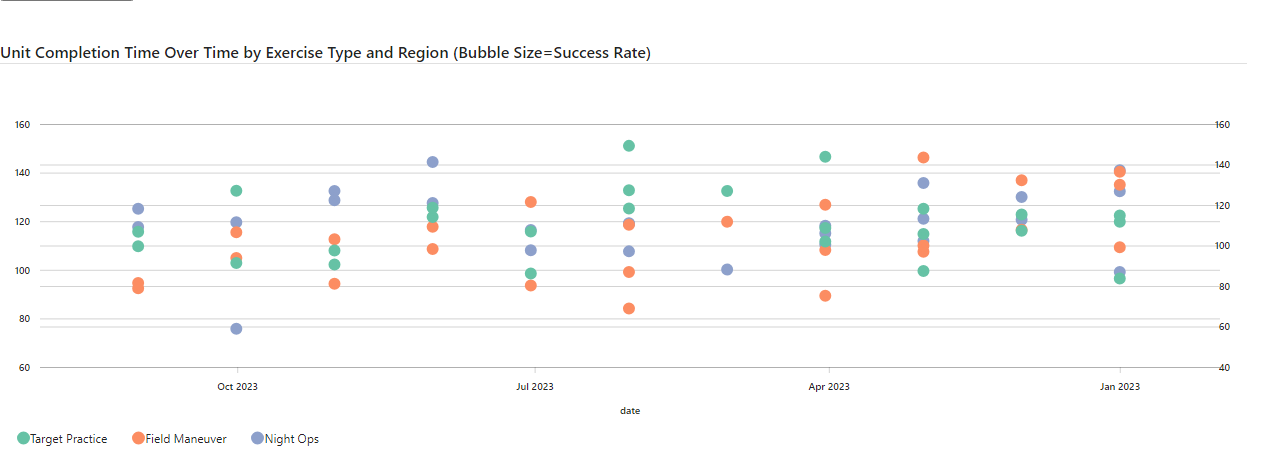 Unit Completion Time Over Time by Exercise Type and Region (Bubble Size=Success Rate)
160 160
140 140
120 120
100 100
80 80
60 60
40
Oct 2023 Jul 2023 Apr 2023 Jan 2023
date
Target Practice Field Maneuver Night Ops